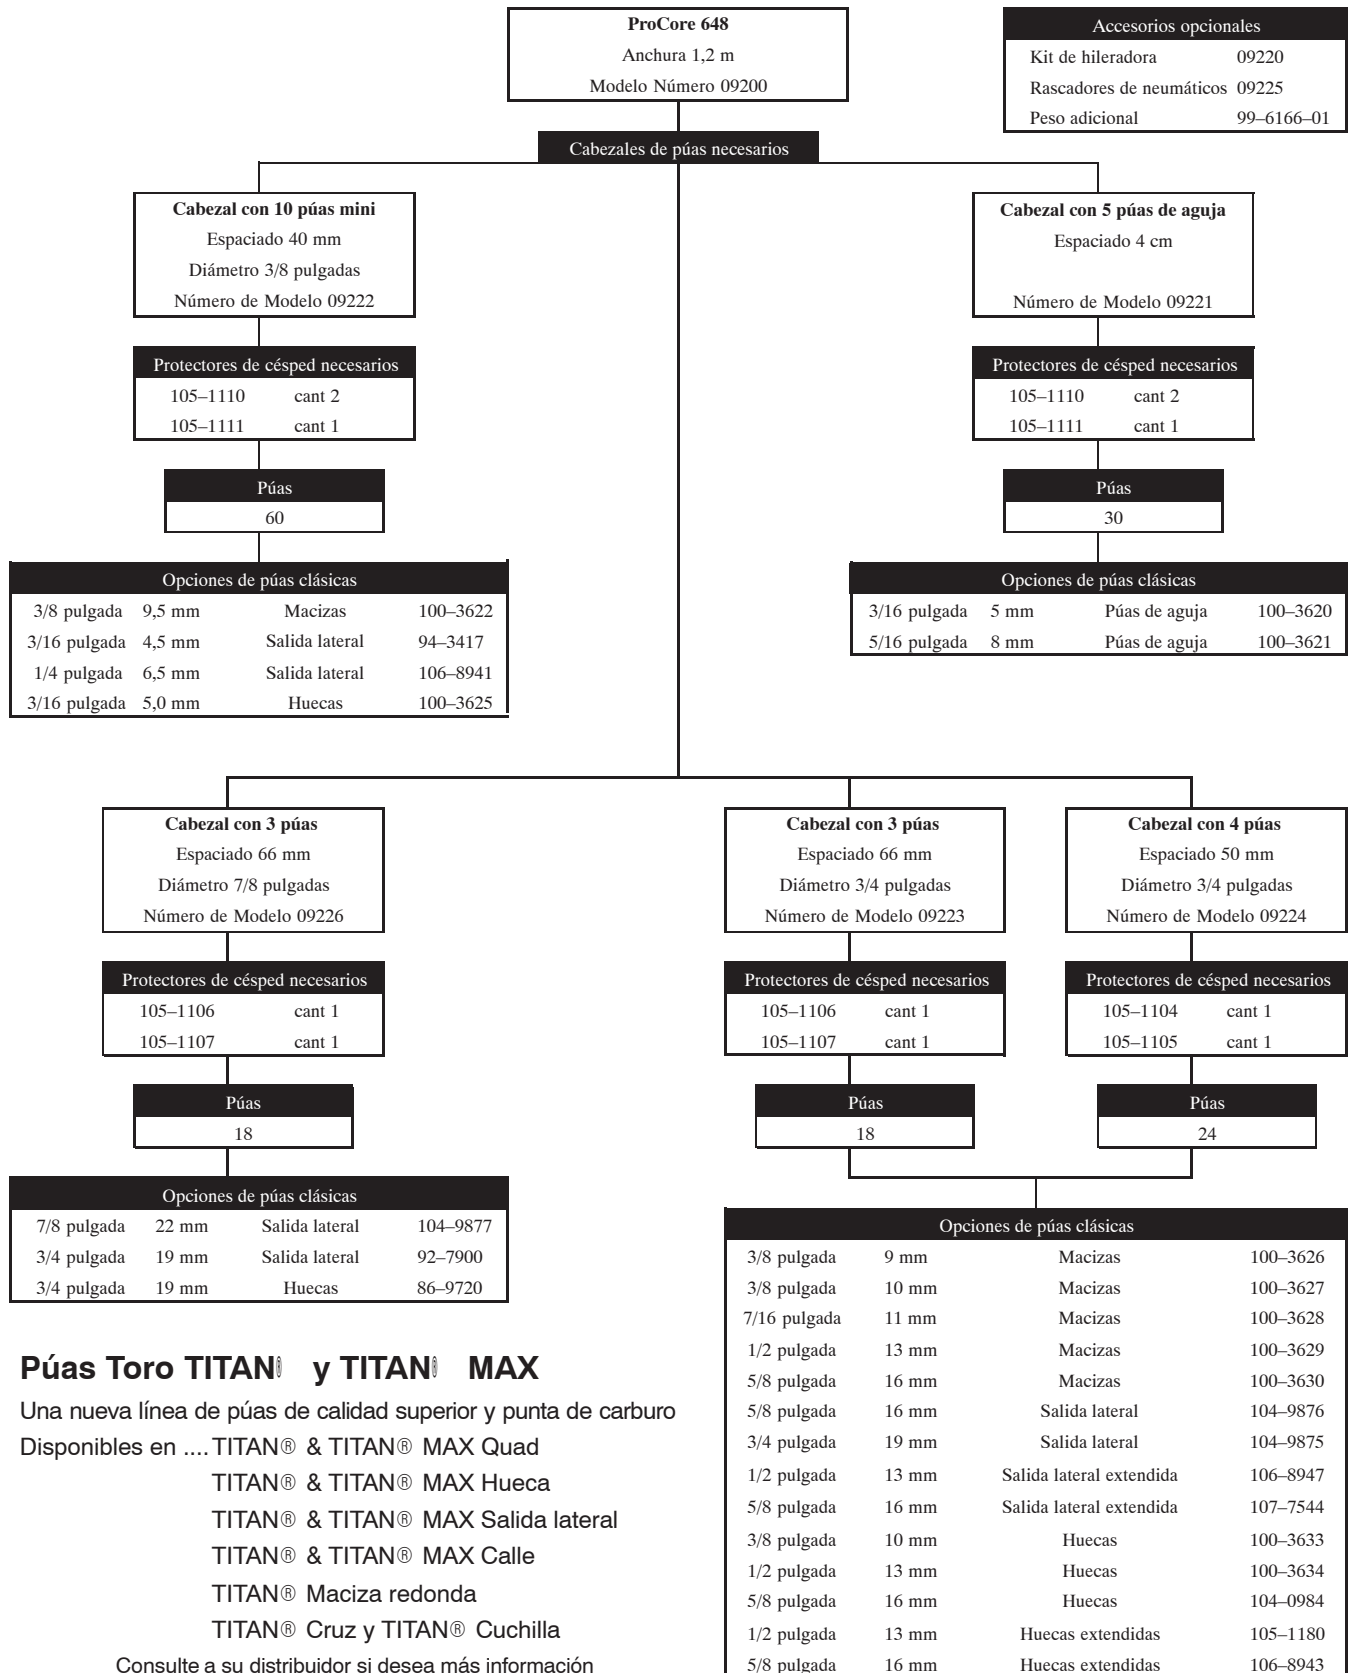 ProCore 648
Anchura 1,2 m
Modelo Número 09200
Accesorios opcionales
Kit de hileradora 09220
Rascadores de neumáticos 09225
Peso adicional 99–6166–01
Cabezales de púas necesarios
Cabezal con 10 púas mini
Espaciado 40 mm
Diámetro 3/8 pulgadas
Número de Modelo 09222
Protectores de césped necesarios
105–1110 cant 2
105–1111 cant 1
Púas
60
Opciones de púas clásicas
3/8 pulgada 9,5 mm Macizas 100–3622
3/16 pulgada 4,5 mm Salida lateral 94–3417
1/4 pulgada 6,5 mm Salida lateral 106–8941
3/16 pulgada 5,0 mm Huecas 100–3625
Cabezal con 5 púas de aguja
Espaciado 4 cm
Número de Modelo 09221
Protectores de césped necesarios
105–1110 cant 2
105–1111 cant 1
Púas
30
Opciones de púas clásicas
3/16 pulgada 5 mm Púas de aguja 100–3620
5/16 pulgada 8 mm Púas de aguja 100–3621
Cabezal con 3 púas
Espaciado 66 mm
Diámetro 7/8 pulgadas
Número de Modelo 09226
Protectores de césped necesarios
105–1106 cant 1
105–1107 cant 1
Púas
18
Opciones de púas clásicas
7/8 pulgada 22 mm Salida lateral 104–9877
3/4 pulgada 19 mm Salida lateral 92–7900
3/4 pulgada 19 mm Huecas 86–9720
Cabezal con 3 púas
Espaciado 66 mm
Diámetro 3/4 pulgadas
Número de Modelo 09223
Protectores de césped necesarios
105–1106 cant 1
105–1107 cant 1
Púas
18
Cabezal con 4 púas
Espaciado 50 mm
Diámetro 3/4 pulgadas
Número de Modelo 09224
Protectores de césped necesarios
105–1104 cant 1
105–1105 cant 1
Púas
24
Opciones de púas clásicas
3/8 pulgada 9 mm Macizas 100–3626
3/8 pulgada 10 mm Macizas 100–3627
7/16 pulgada 11 mm Macizas 100–3628
1/2 pulgada 13 mm Macizas 100–3629
5/8 pulgada 16 mm Macizas 100–3630
5/8 pulgada 16 mm Salida lateral 104–9876
3/4 pulgada 19 mm Salida lateral 104–9875
1/2 pulgada 13 mm Salida lateral extendida 106–8947
5/8 pulgada 16 mm Salida lateral extendida 107–7544
3/8 pulgada 10 mm Huecas 100–3633
1/2 pulgada 13 mm Huecas 100–3634
5/8 pulgada 16 mm Huecas 104–0984
1/2 pulgada 13 mm Huecas extendidas 105–1180
5/8 pulgada 16 mm Huecas extendidas 106–8943
Púas Toro TITAN® y TITAN® MAX
Una nueva línea de púas de calidad superior y punta de carburo
Disponibles en .... TITAN® & TITAN® MAX Quad
TITAN® & TITAN® MAX Hueca
TITAN® & TITAN® MAX Salida lateral
TITAN® & TITAN® MAX Calle
TITAN® Maciza redonda
TITAN® Cruz y TITAN® Cuchilla
Consulte a su distribuidor si desea más información